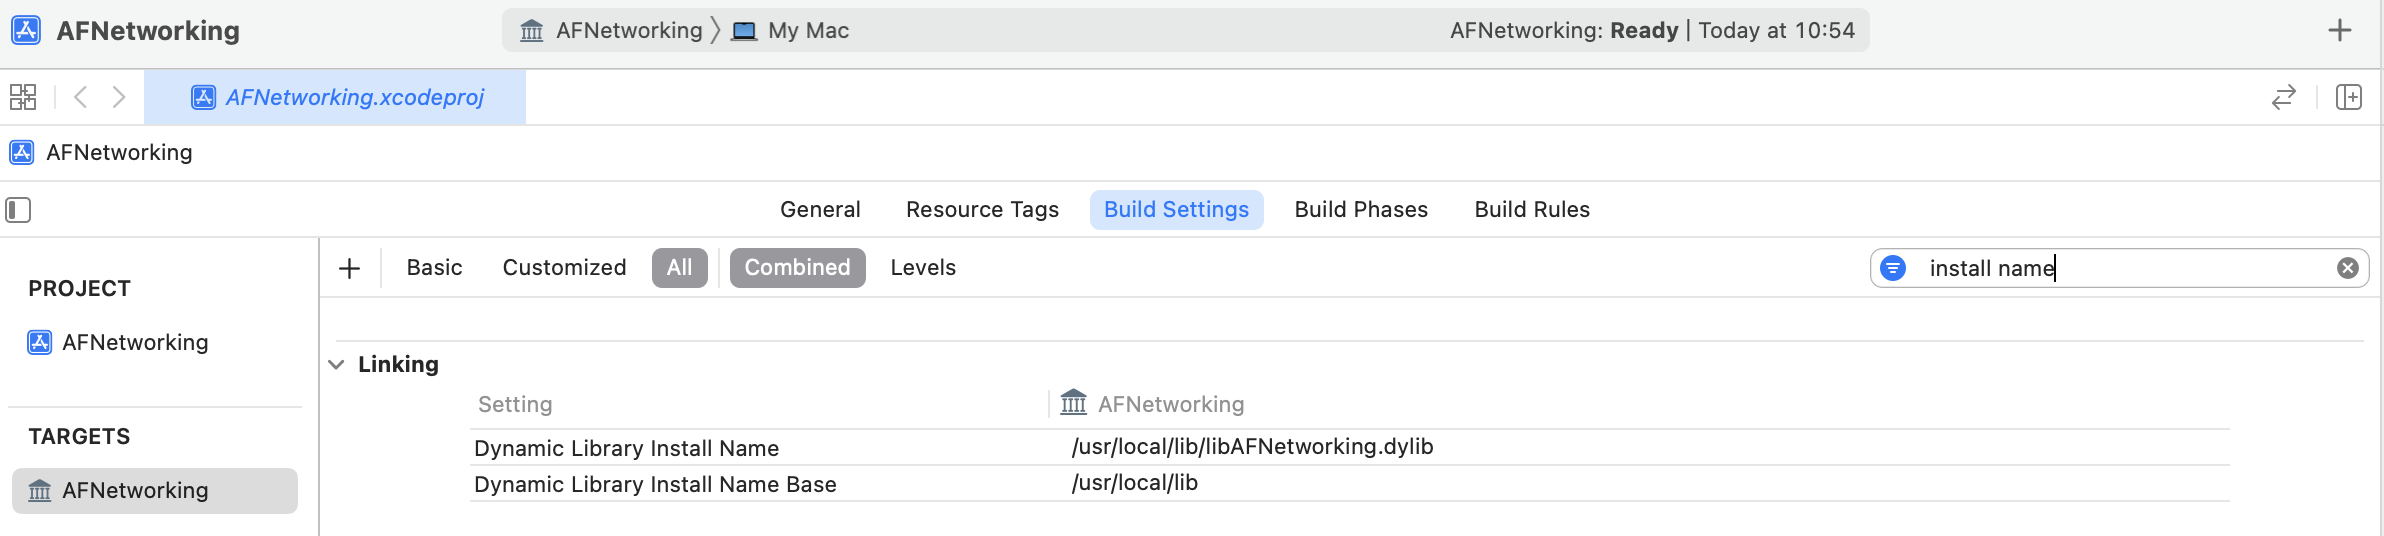 AFNetworking
AFNetworking
My Mac
AFNetworking: Ready | Today at 10:54
AFNetworking.xcodeproj
AFNetworking
General
Resource Tags
Build Settings
Build Phases
Build Rules
Basic
Customized
All
Combined
Levels
install name
PROJECT
AFNetworking
TARGETS
AFNetworking
Linking
Setting
AFNetworking
Dynamic Library Install Name
/usr/local/lib/libAFNetworking.dylib
Dynamic Library Install Name Base
/usr/local/lib